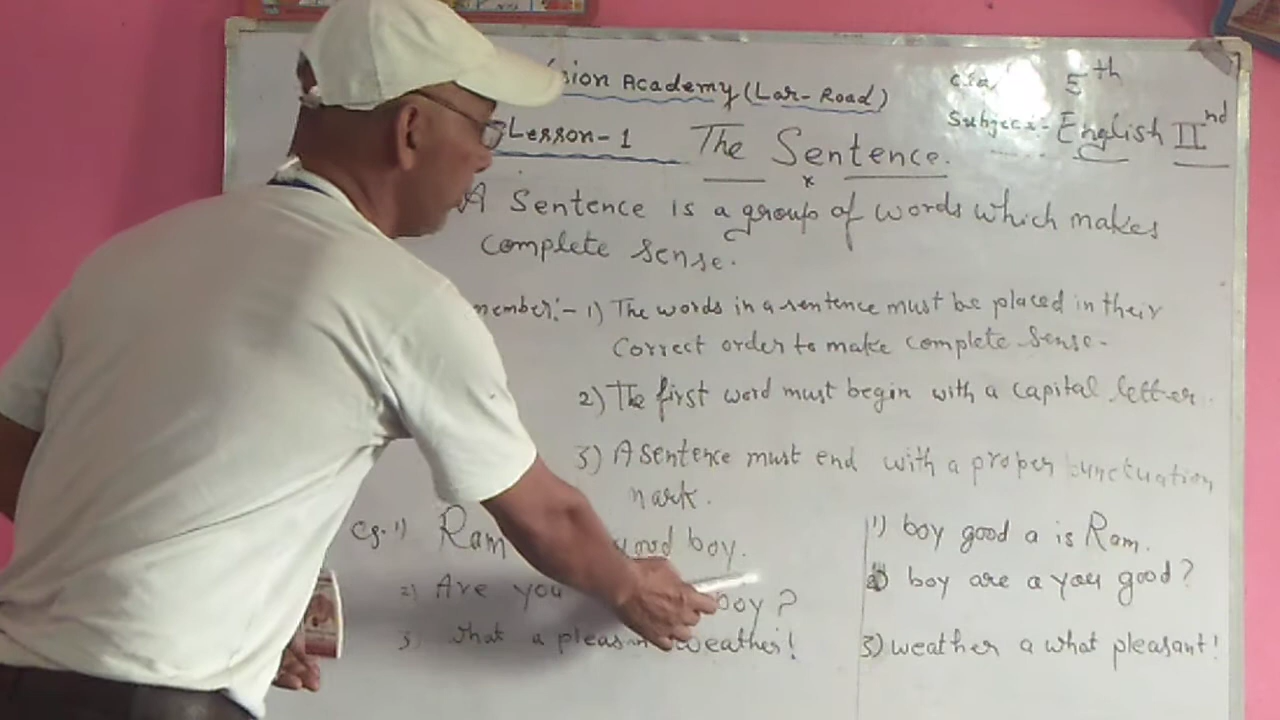 Academy (Lar-Road)
5th
Lesson-1 The Sentence.
Subject:- English IInd
A Sentence is a group of words which makes
complete sense.
1) The words in a sentence must be placed in their
correct order to make complete sense.
2) The first word must begin with a capital letter.
3) A sentence must end with a proper punctuation
mark.
eg. 1) Ram good boy.
2) Are you boy?
3) What a pleasant weather!
1) boy good a is Ram.
2) boy are a you good?
3) weather a what pleasant!